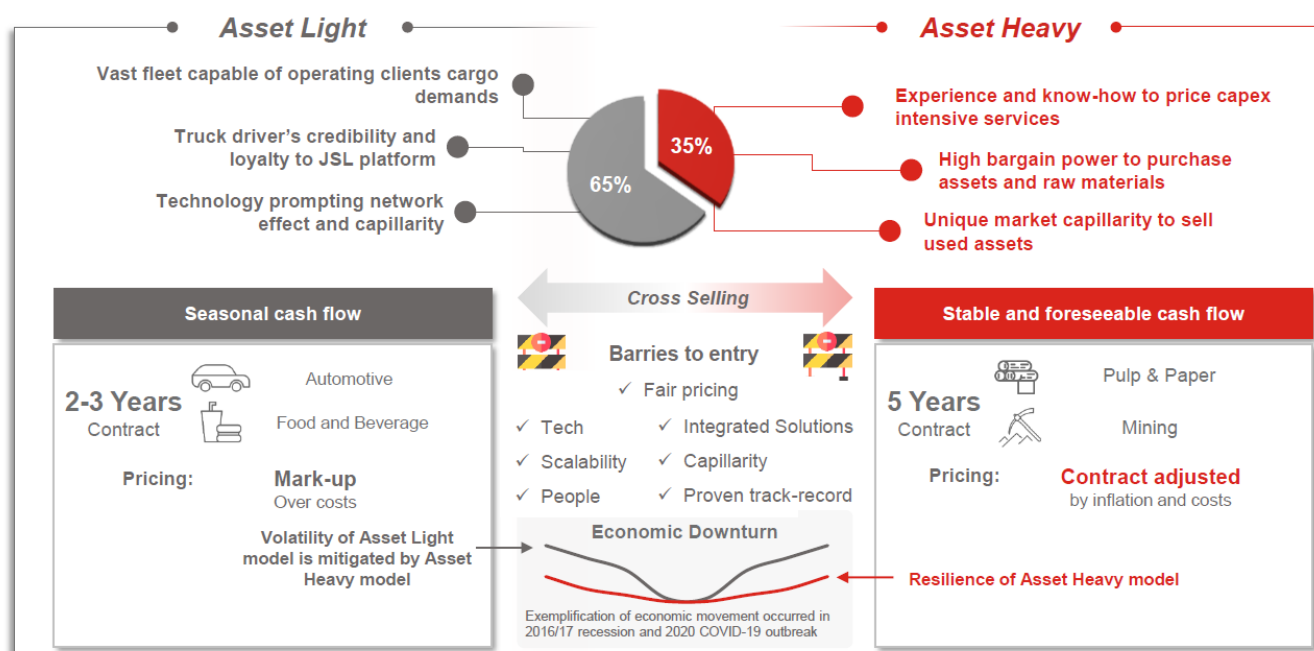 Asset Light
Asset Heavy
Vast fleet capable of operating clients cargo
demands
Truck driver's credibility and
loyalty to JSL platform
Technology prompting network
effect and capillarity
65%
35%
Experience and know-how to price capex
intensive services
High bargain power to purchase
assets and raw materials
Unique market capillarity to sell
used assets
Seasonal cash flow
2-3 Years
Contract
Automotive
Food and Beverage
Pricing:
Mark-up
Over costs
Volatility of Asset Light
model is mitigated by Asset
Heavy model
Cross Selling
Barries to entry
✓ Fair pricing
✓ Tech
✓ Integrated Solutions
✓ Scalability
✓ Capillarity
✓ People
✓ Proven track-record
Economic Downturn
Exemplification of economic movement occurred in
2016/17 recession and 2020 COVID-19 outbreak
Stable and foreseeable cash flow
5 Years
Contract
Pulp & Paper
Mining
Pricing:
Contract adjusted
by inflation and costs
Resilience of Asset Heavy model